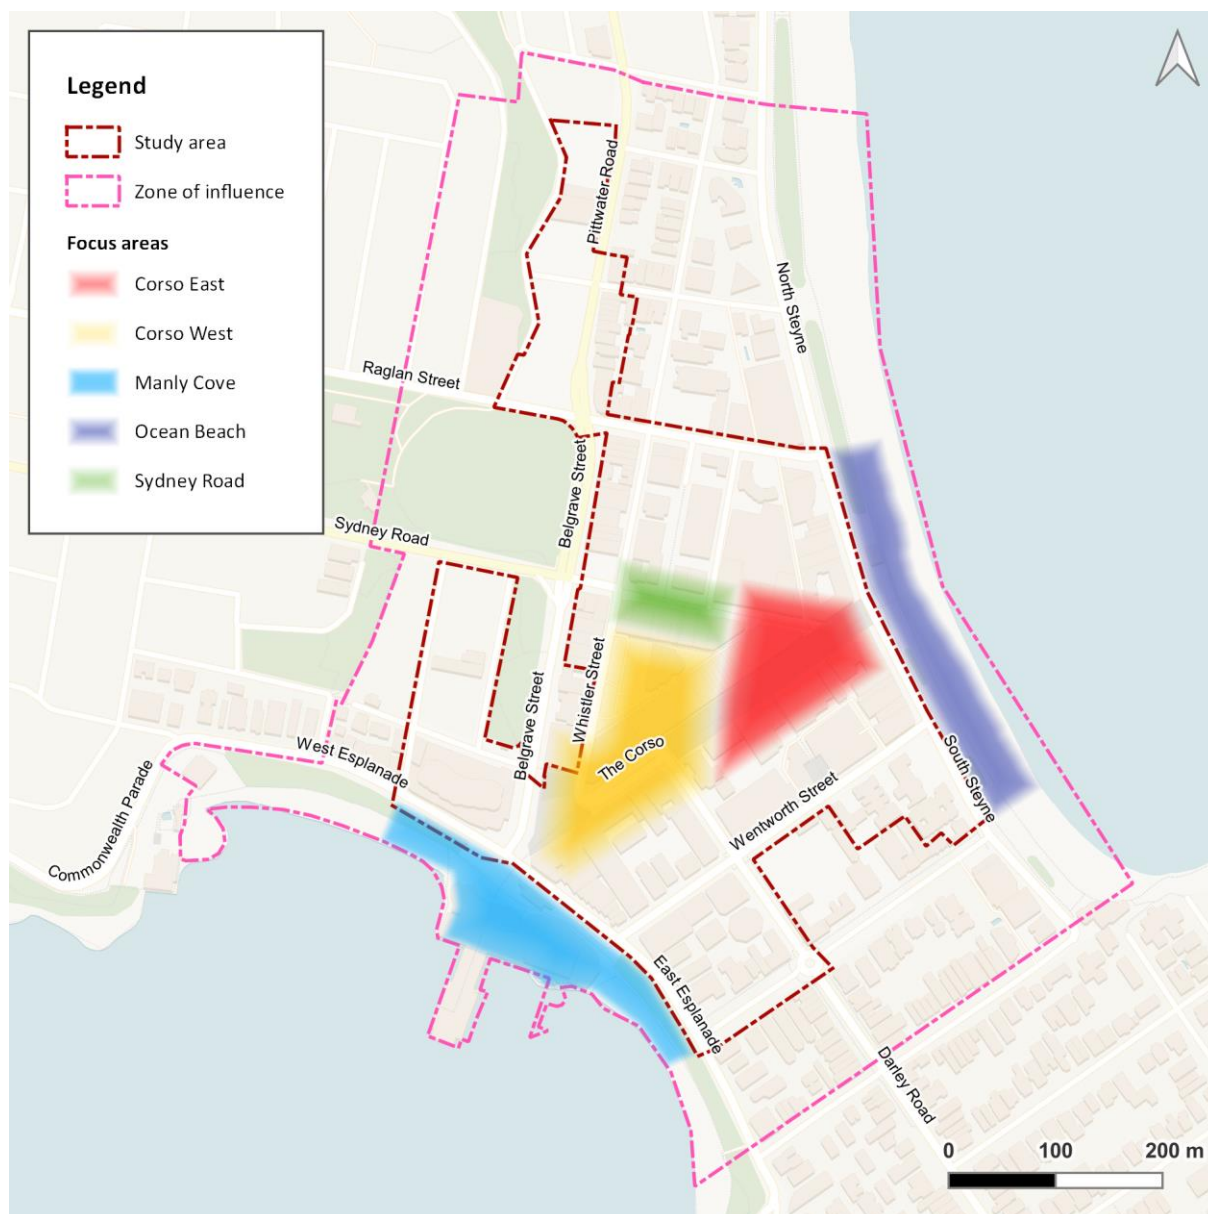 Legend
Study area
Zone of influence
Focus areas
Corso East
Corso West
Manly Cove
Ocean Beach
Sydney Road
Pittwater Road
North Steyne
Raglan Street
Belgrave Street
Sydney Road
Whistler Street
Belgrave Street
The Corso
West Esplanade
South Steyne
Wentworth Street
Commonwealth Parade
East Esplanade
Darley Road
0 100 200 m